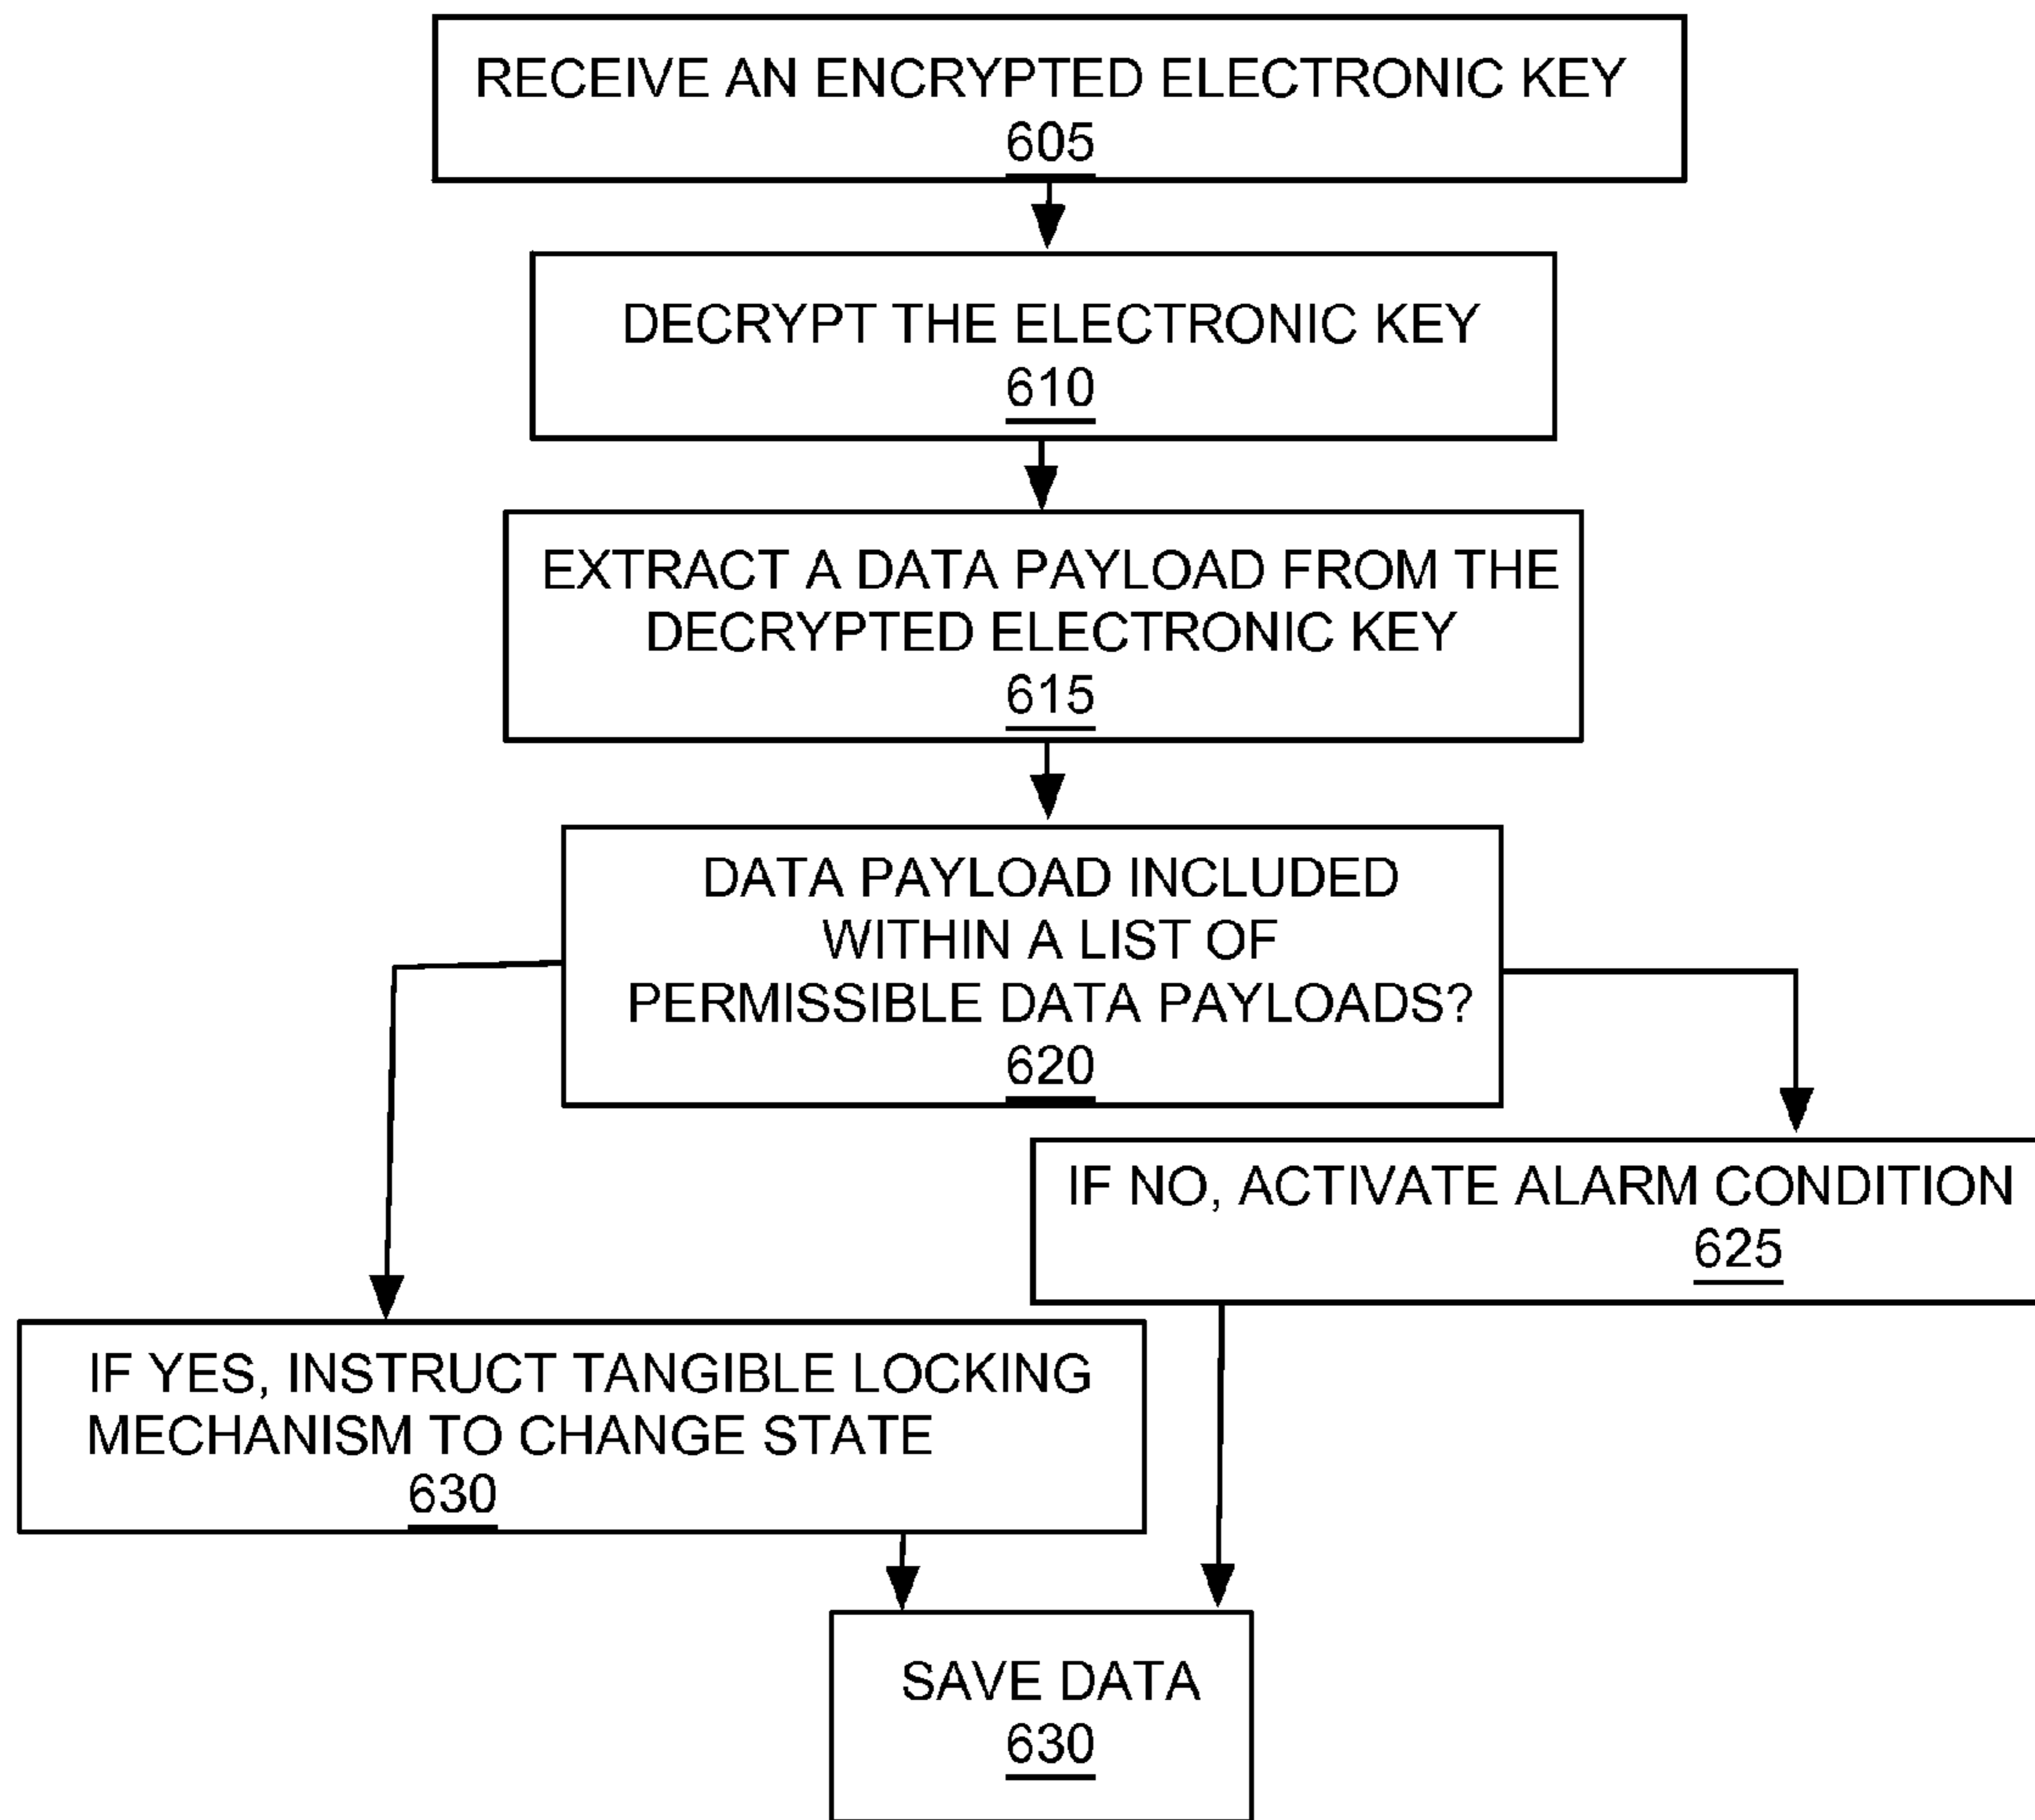 RECEIVE AN ENCRYPTED ELECTRONIC KEY
605
DECRYPT THE ELECTRONIC KEY
610
EXTRACT A DATA PAYLOAD FROM THE
DECRYPTED ELECTRONIC KEY
615
DATA PAYLOAD INCLUDED
WITHIN A LIST OF
PERMISSIBLE DATA PAYLOADS?
620
IF NO, ACTIVATE ALARM CONDITION
625
IF YES, INSTRUCT TANGIBLE LOCKING
MECHANISM TO CHANGE STATE
630
SAVE DATA
630